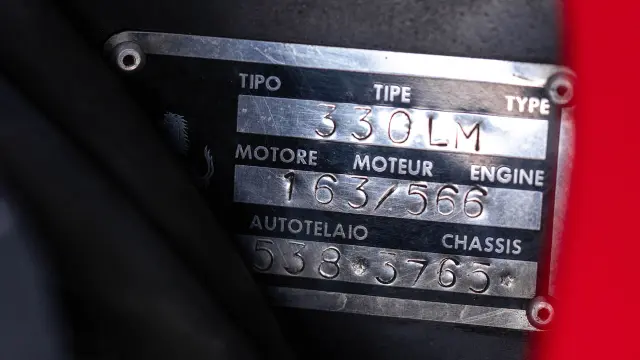 TIPO TIPE TYPE
330LM
MOTORE MOTEUR ENGINE
163/566
AUTOTELAIO CHASSIS
538 * 3765 *